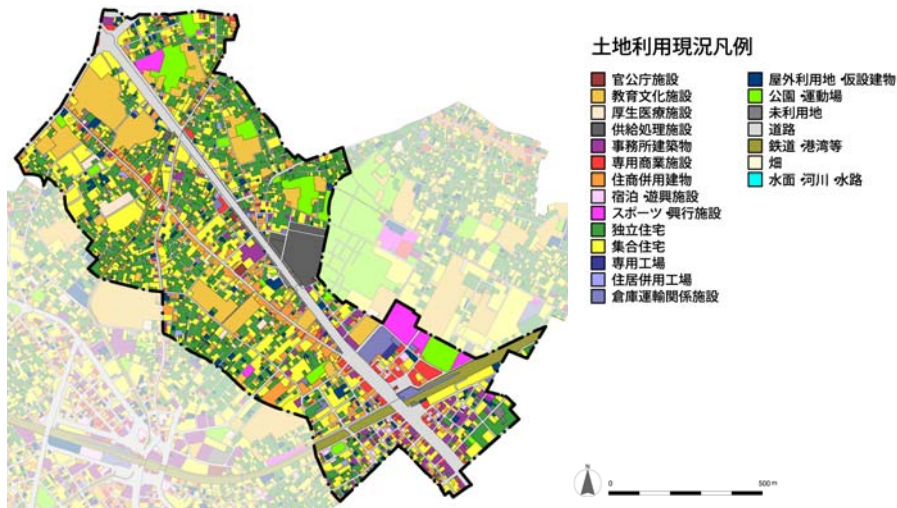 土地利用現況凡例
官公庁施設
教育文化施設
厚生医療施設
供給処理施設
事務所建築物
専用商業施設
住商併用建物
宿泊・遊興施設
スポーツ・興行施設
独立住宅
集合住宅
専用工場
住居併用工場
倉庫運輸関係施設
屋外利用地・仮設建物
公園・運動場
未利用地
道路
鉄道・港湾等
畑
水面・河川・水路
N
0 500 m